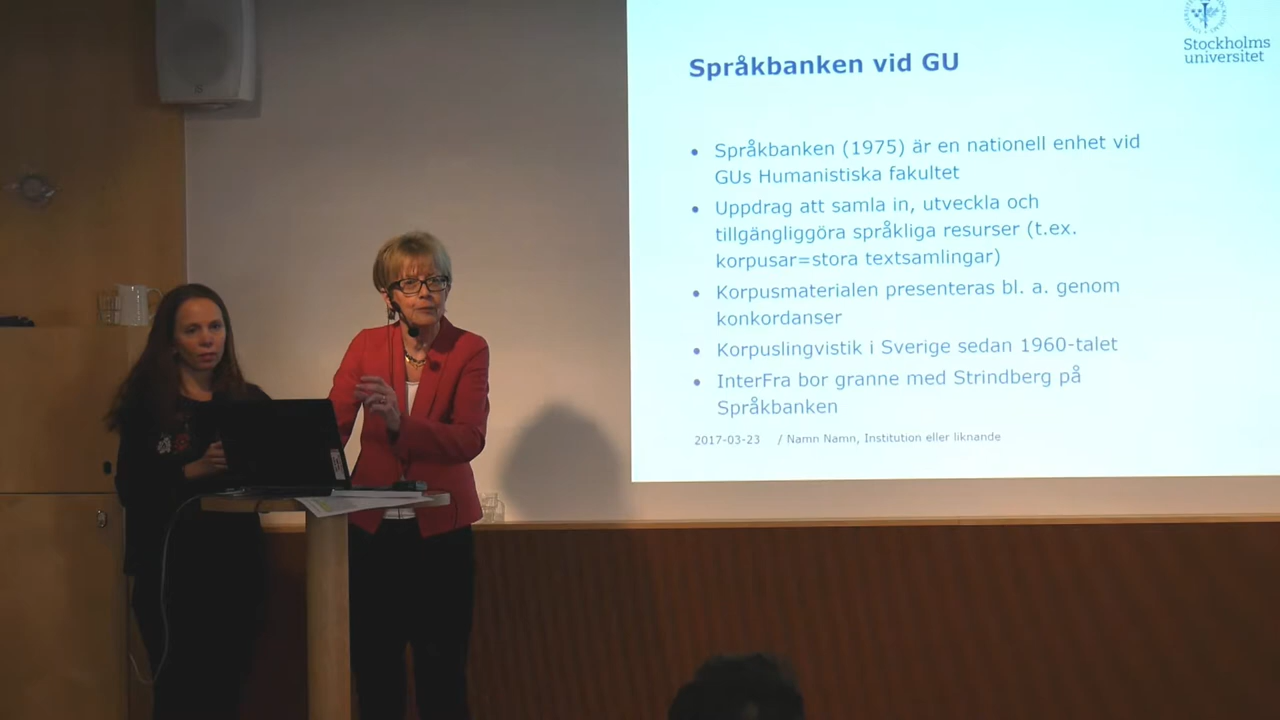 Stockholms
universitet
Språkbanken vid GU
• Språkbanken (1975) är en nationell enhet vid
GUs Humanistiska fakultet
• Uppdrag att samla in, utveckla och
tillgängliggöra språkliga resurser (t.ex.
korpusar=stora textsamlingar)
• Korpusmaterialen presenteras bl. a. genom
konkordanser
• Korpuslingvistik i Sverige sedan 1960-talet
• InterFra bor granne med Strindberg på
Språkbanken
2017-03-23 / Namn Namn, Institution eller liknande